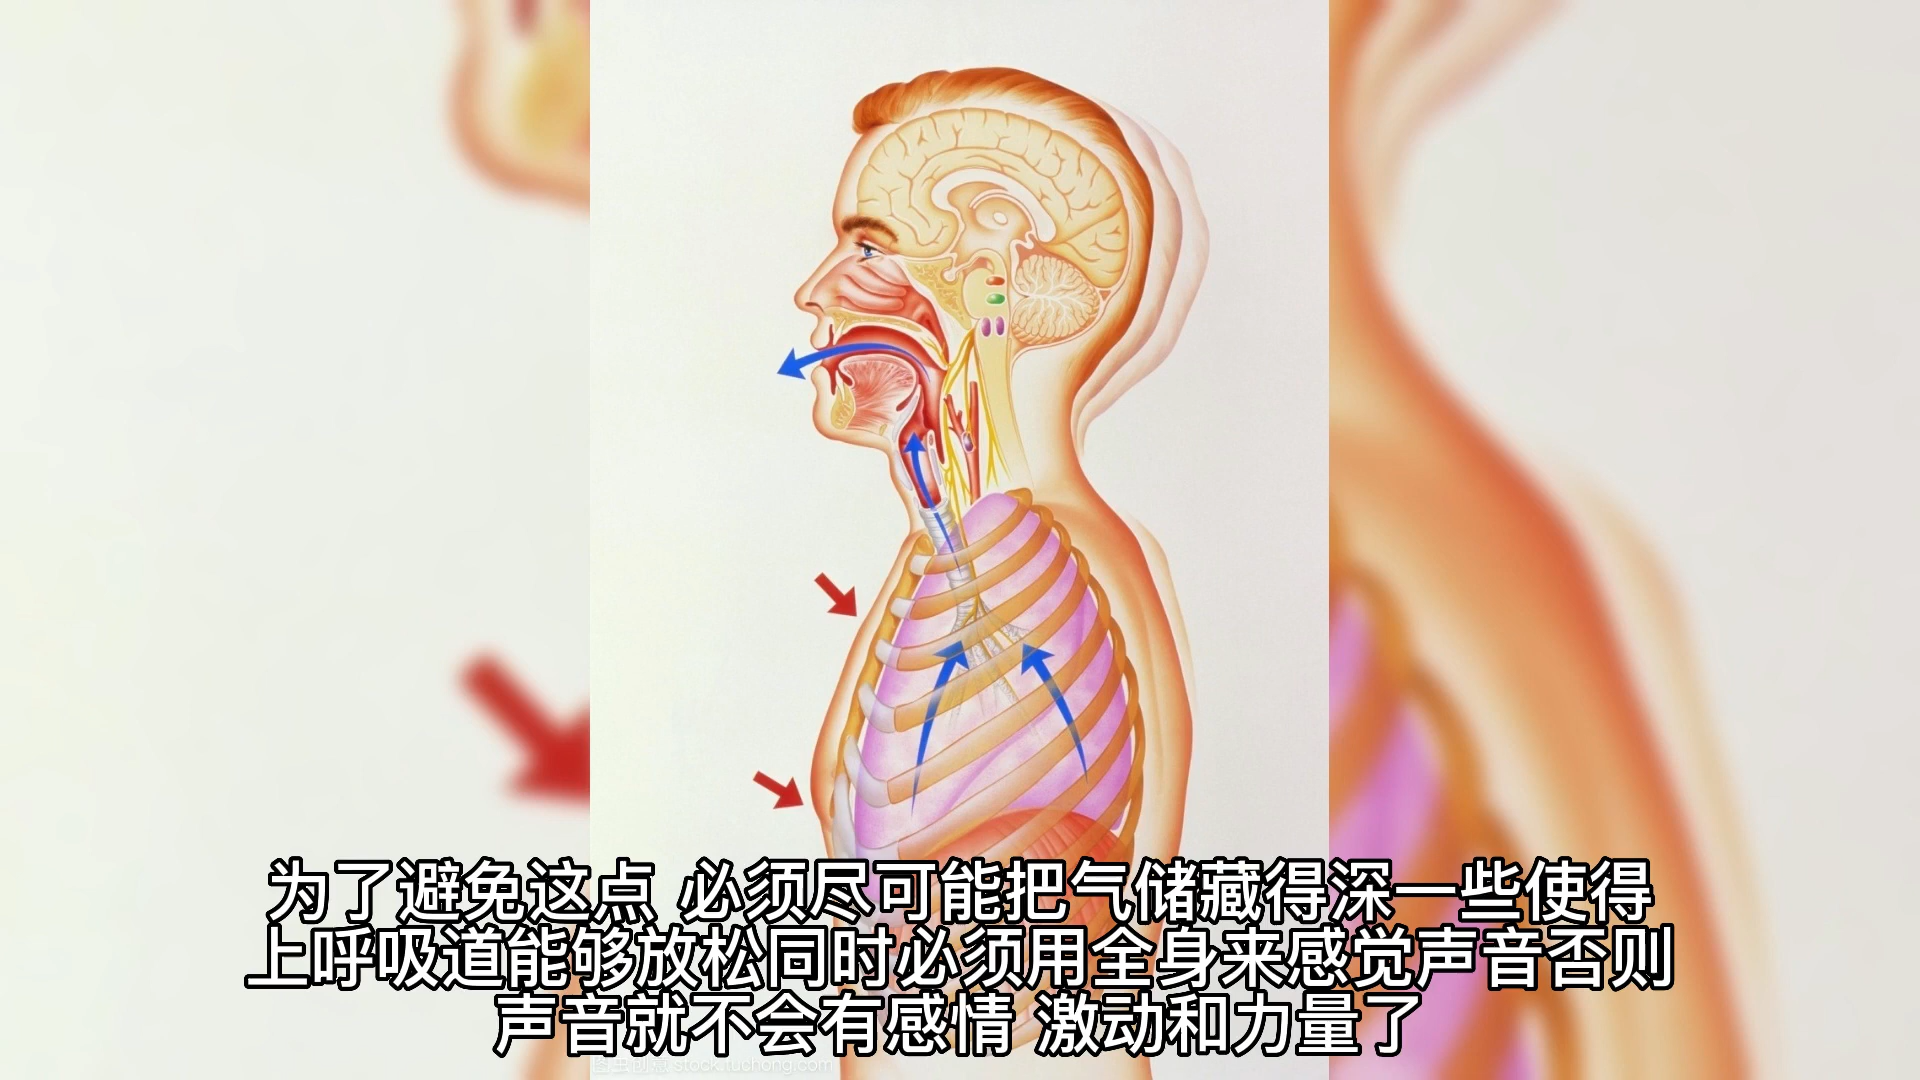 为了避免这点 必须尽可能把气储藏得深一些使得
上呼吸道能够放松同时必须用全身来感觉声音否则
声音就不会有感情 激动和力量了
stock.tuchong.com